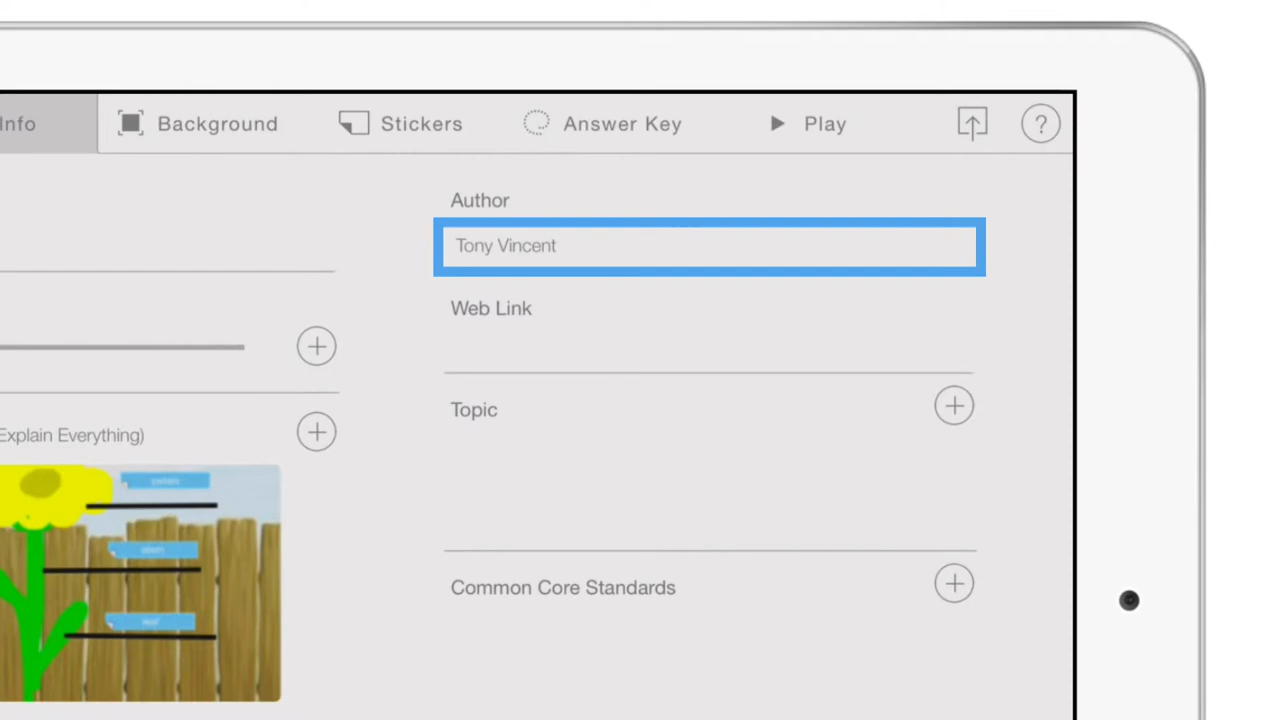 Info Background Stickers Answer Key Play ?
Author
Tony Vincent
Web Link
Topic
Explain Everything)
Common Core Standards